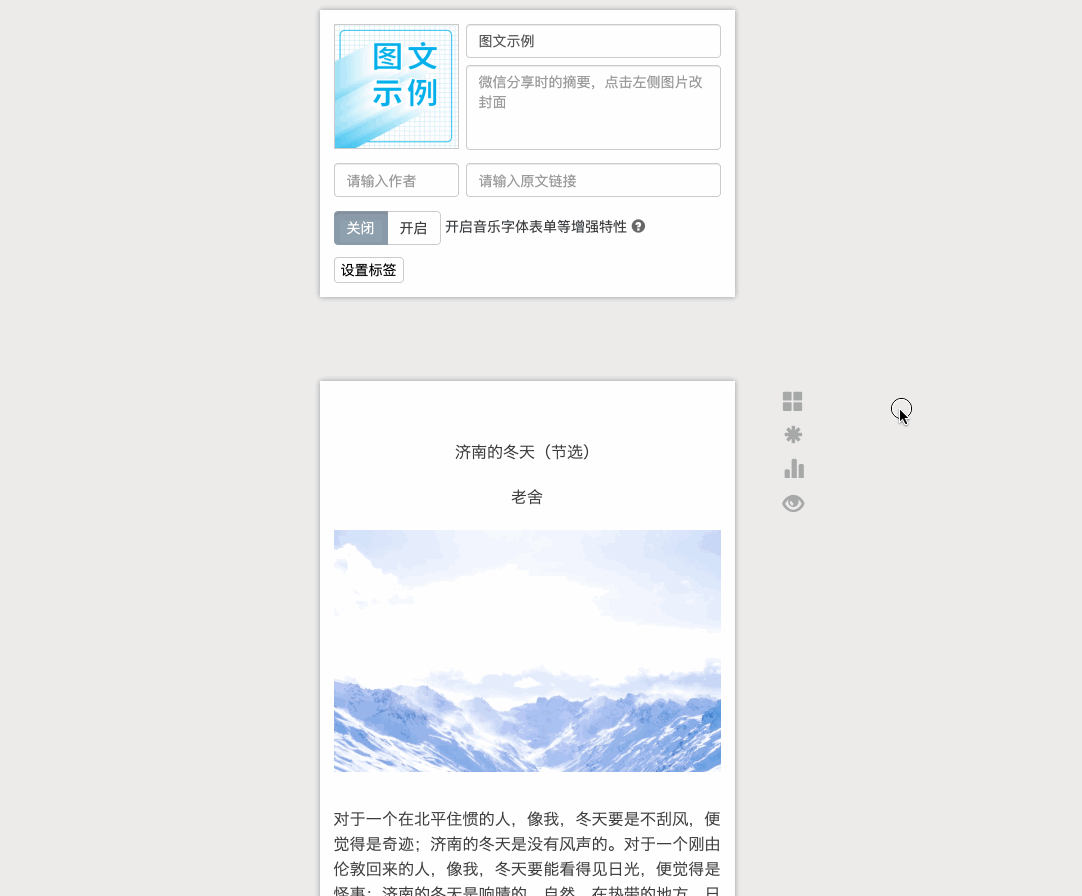 图文
示例
图文示例
微信分享时的摘要，点击左侧图片改
封面
请输入作者
请输入原文链接
关闭
开启
开启音乐字体表单等增强特性
设置标签
济南的冬天（节选）
老舍
对于一个在北平住惯的人，像我，冬天要是不刮风，便
觉得是奇迹；济南的冬天是没有风声的。对于一个刚由
伦敦回来的人，像我，冬天要能看得见日光，便觉得是
怪事；济南的冬天是响晴的。自然，在热带的地方，日